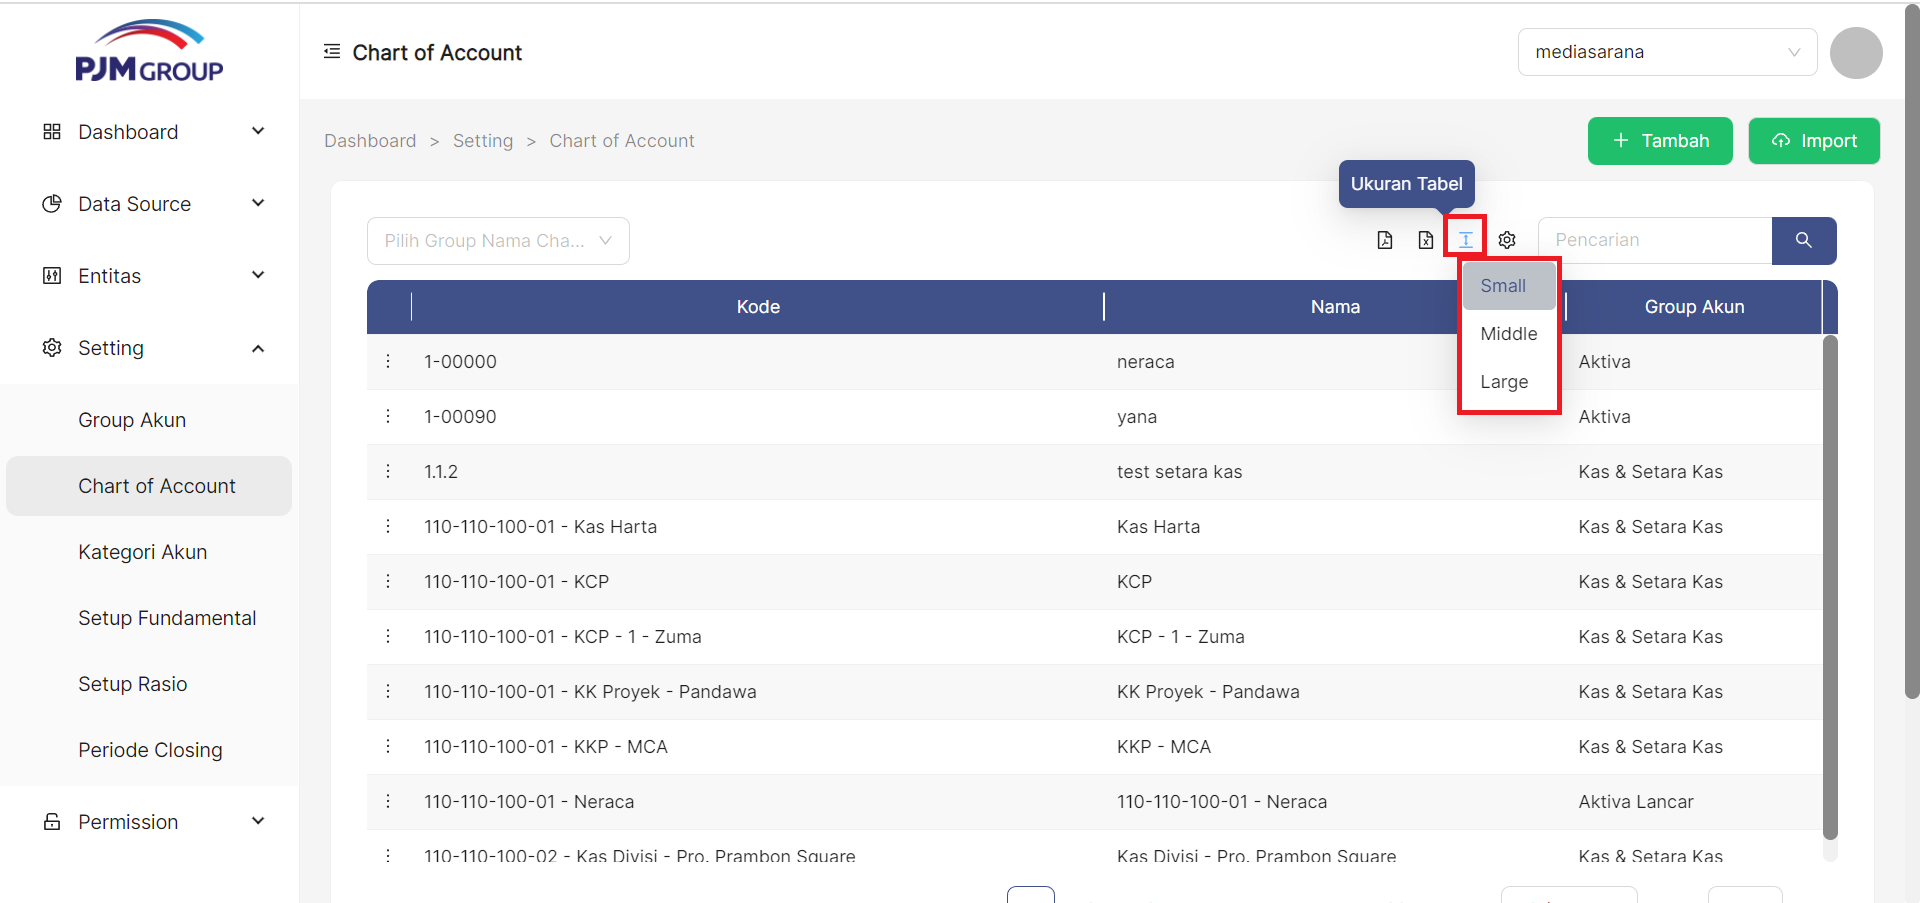 PJM GROUP
Chart of Account
mediasarana
Dashboard
Data Source
Entitas
Setting
Group Akun
Chart of Account
Kategori Akun
Setup Fundamental
Setup Rasio
Periode Closing
Permission
Dashboard > Setting > Chart of Account
+ Tambah
Import
Ukuran Tabel
Pilih Group Nama Cha...
Pencarian
Small
Middle
Large
Kode Nama Group Akun
1-00000 neraca Aktiva
1-00090 yana Aktiva
1.1.2 test setara kas Kas & Setara Kas
110-110-100-01 - Kas Harta Kas Harta Kas & Setara Kas
110-110-100-01 - KCP KCP Kas & Setara Kas
110-110-100-01 - KCP - 1 - Zuma KCP - 1 - Zuma Kas & Setara Kas
110-110-100-01 - KK Proyek - Pandawa KK Proyek - Pandawa Kas & Setara Kas
110-110-100-01 - KKP - MCA KKP - MCA Kas & Setara Kas
110-110-100-01 - Neraca 110-110-100-01 - Neraca Aktiva Lancar
110-110-100-02 - Kas Divisi - Pro. Prambon Square Kas Divisi - Pro. Prambon Square Kas & Setara Kas